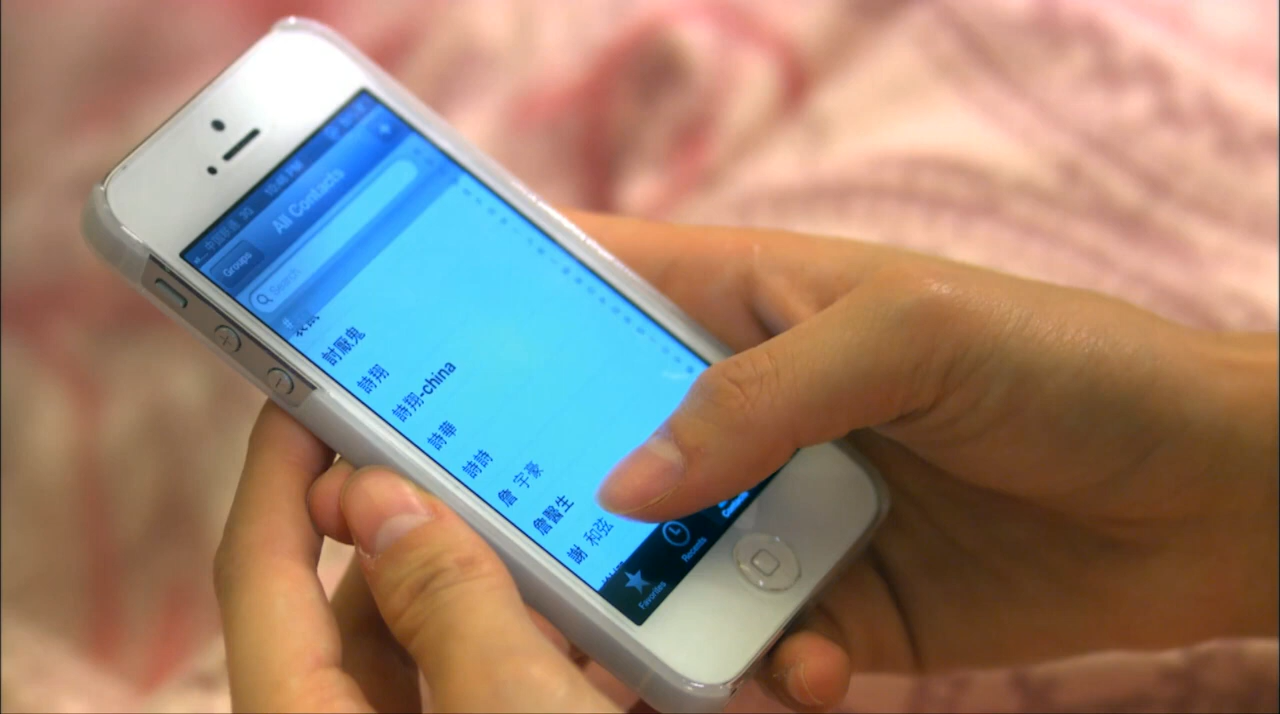 All Contacts
Groups
Search
討厭鬼
詩翔
詩翔-china
詩華
詩詩
詹 宇豪
詹醫生
謝 和弦
Favorites
Recents
Contacts